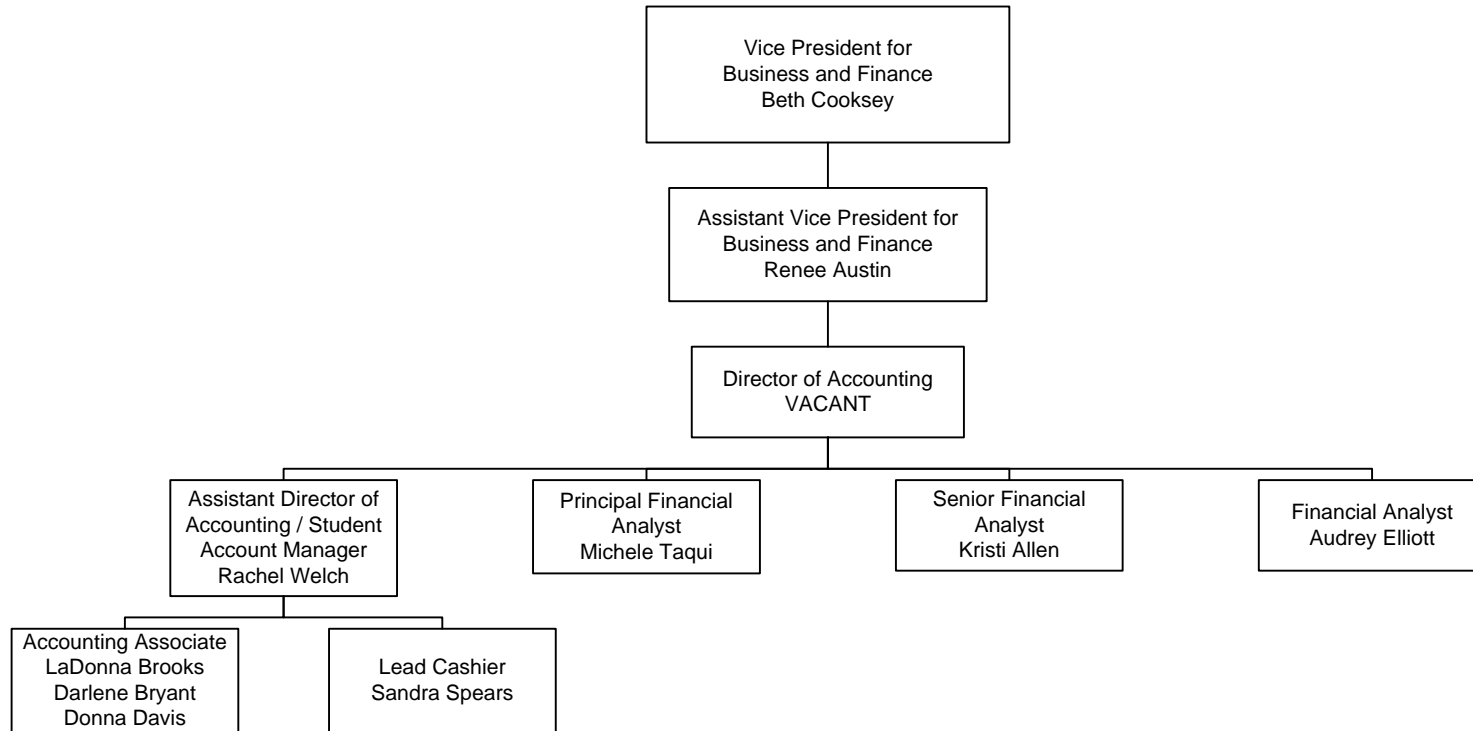 Vice President for
Business and Finance
Beth Cooksey
Assistant Vice President for
Business and Finance
Renee Austin
Director of Accounting
VACANT
Assistant Director of
Accounting / Student
Account Manager
Rachel Welch
Principal Financial
Analyst
Michele Taqui
Senior Financial
Analyst
Kristi Allen
Financial Analyst
Audrey Elliott
Accounting Associate
LaDonna Brooks
Darlene Bryant
Donna Davis
Lead Cashier
Sandra Spears